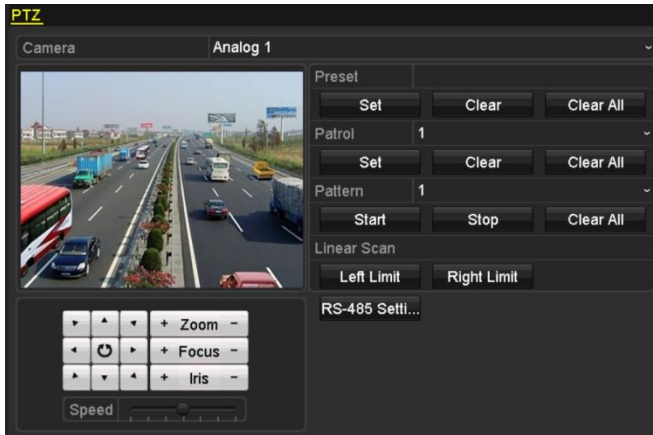 PTZ
Camera Analog 1
Preset
Set Clear Clear All
Patrol 1
Set Clear Clear All
Pattern 1
Start Stop Clear All
Linear Scan
Left Limit Right Limit
RS-485 Setti...
+ Zoom -
+ Focus -
+ Iris -
Speed